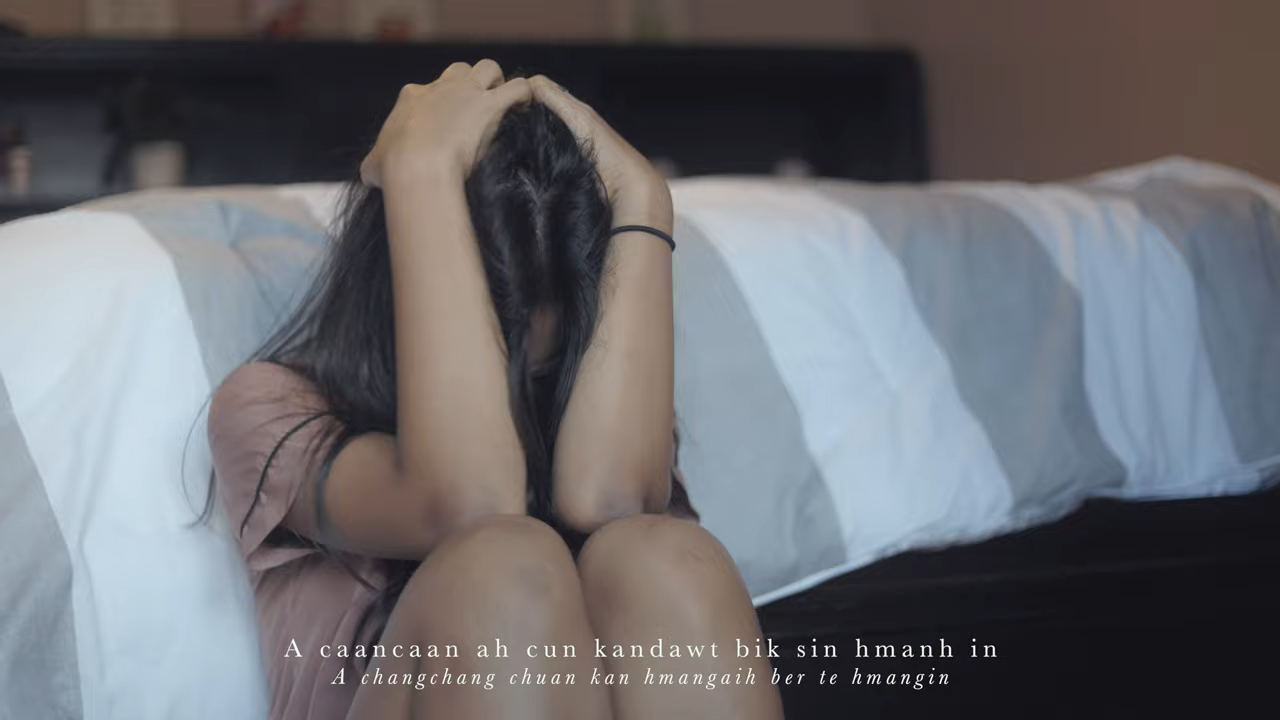 A caancaan ah cun kandawt bik sin hmanh in
A changchang chuan kan hmangaih ber te hmangin